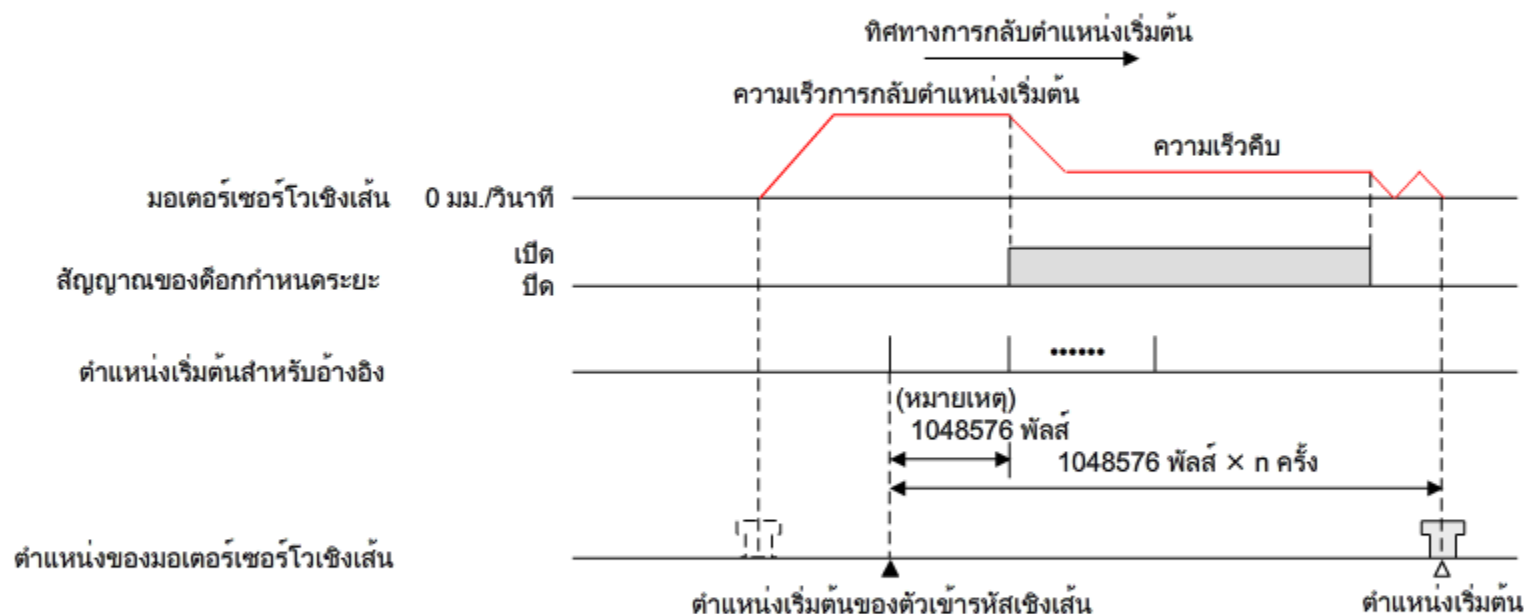 ทิศทางการกลับตำแหน่งเริ่มต้น
ความเร็วการกลับตำแหน่งเริ่มต้น
ความเร็วคืบ
มอเตอร์เซอร์โวเชิงเส้น 0 มม./วินาที
เปิด
สัญญาณของด็อกกำหนดระยะ
ปิด
ตำแหน่งเริ่มต้นสำหรับอ้างอิง
(หมายเหตุ)
1048576 พัลส์
1048576 พัลส์ × n ครั้ง
ตำแหน่งของมอเตอร์เซอร์โวเชิงเส้น
ตำแหน่งเริ่มต้นของตัวเข้ารหัสเชิงเส้น ตำแหน่งเริ่มต้น